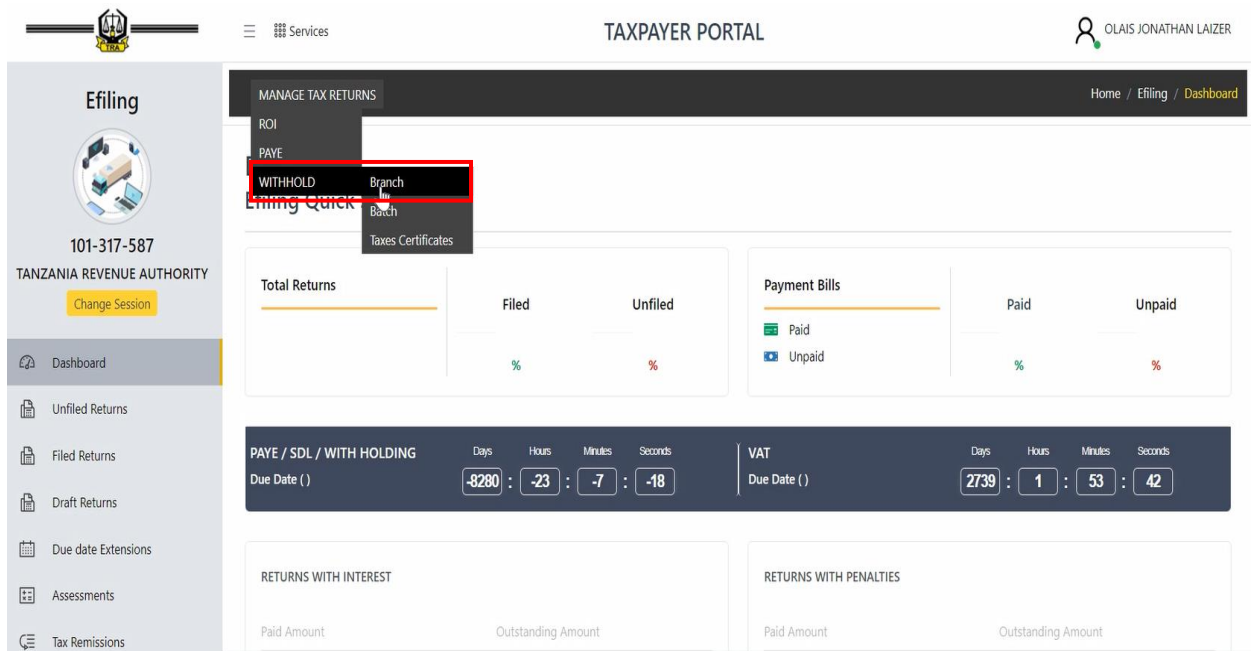 TRA
Services
TAXPAYER PORTAL
OLAIS JONATHAN LAIZER
Efiling
101-317-587
TANZANIA REVENUE AUTHORITY
Change Session
Dashboard
Unfiled Returns
Filed Returns
Draft Returns
Due date Extensions
Assessments
Tax Remissions
MANAGE TAX RETURNS
Home / Efiling / Dashboard
ROI
PAYE
WITHHOLD Branch
Efiling Quick
Batch
Taxes Certificates
Total Returns
Filed Unfiled
% %
Payment Bills
Paid Unpaid
Paid
Unpaid
% %
PAYE / SDL / WITH HOLDING
Due Date ( )
Days Hours Minutes Seconds
-8280 : -23 : -7 : -18
VAT
Due Date ( )
Days Hours Minutes Seconds
2739 : 1 : 53 : 42
RETURNS WITH INTEREST
Paid Amount Outstanding Amount
RETURNS WITH PENALTIES
Paid Amount Outstanding Amount